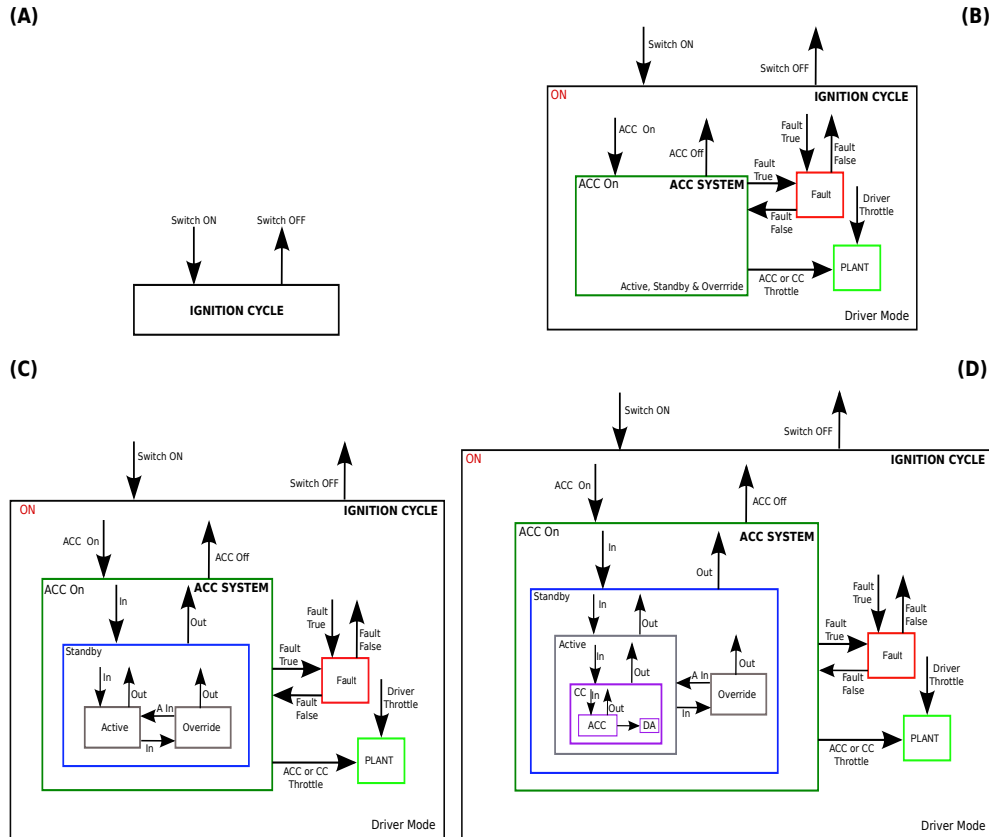 (A)
Switch ON
Switch OFF
IGNITION CYCLE
(B)
Switch ON
Switch OFF
ON
IGNITION CYCLE
ACC On
ACC Off
Fault
True
Fault
False
ACC On
ACC SYSTEM
Fault
True
Fault
Fault
False
Driver
Throttle
PLANT
ACC or CC
Throttle
Active, Standby & Overrride
Driver Mode
(C)
Switch ON
Switch OFF
ON
IGNITION CYCLE
ACC On
ACC Off
ACC On
ACC SYSTEM
In
Out
Fault
True
Fault
False
Standby
Fault
True
Fault
Fault
False
Driver
Throttle
In
Out
Out
Active
A In
In
Override
PLANT
ACC or CC
Throttle
Driver Mode
(D)
Switch ON
Switch OFF
ON
IGNITION CYCLE
ACC On
ACC Off
ACC On
ACC SYSTEM
In
Out
Fault
True
Fault
False
Standby
In
Out
Fault
True
Fault
Fault
False
Driver
Throttle
Active
In
Out
Out
A In
In
Override
CC
In
Out
ACC
DA
PLANT
ACC or CC
Throttle
Driver Mode